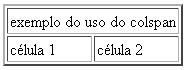 exemplo do uso do colspan
célula 1 célula 2